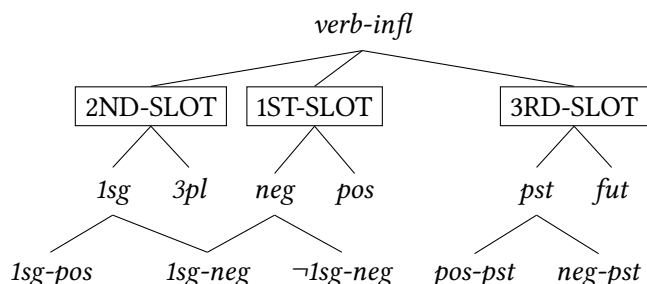 verb-infl
2ND-SLOT 1ST-SLOT 3RD-SLOT
1sg 3pl neg pos pst fut
1sg-pos 1sg-neg ¬1sg-neg pos-pst neg-pst